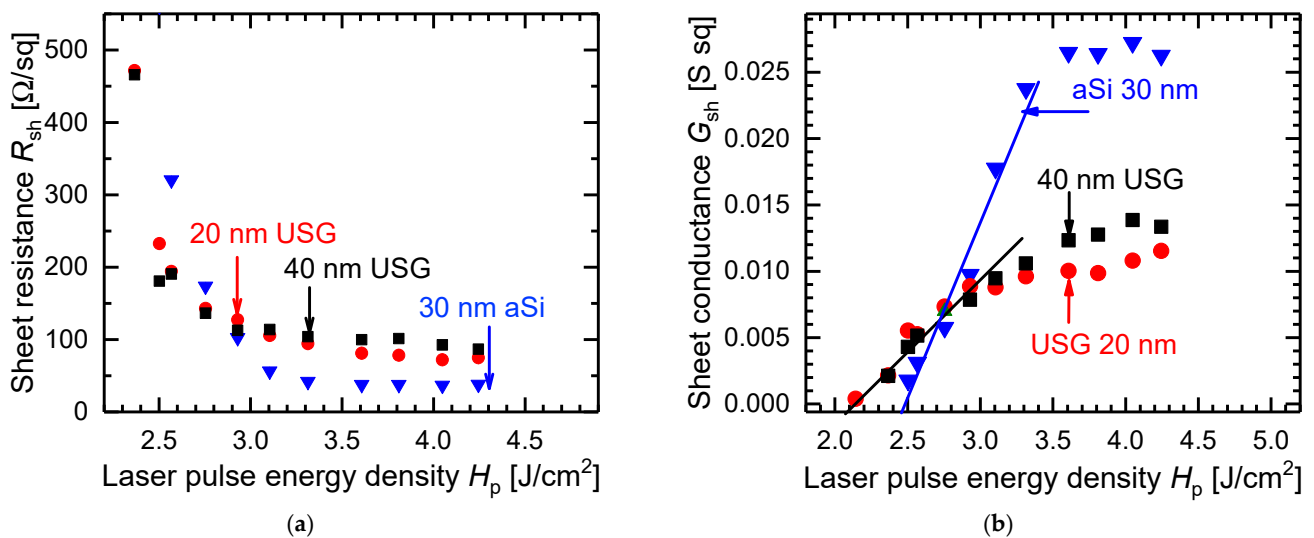 500
400
300
200
100
0
Sheet resistance R_sh [Ω/sq]
20 nm USG
40 nm USG
30 nm aSi
2.5 3.0 3.5 4.0 4.5
Laser pulse energy density H_p [J/cm²]
(a)
0.025
0.020
0.015
0.010
0.005
0.000
Sheet conductance G_sh [S sq]
aSi 30 nm
40 nm USG
USG 20 nm
2.0 2.5 3.0 3.5 4.0 4.5 5.0
Laser pulse energy density H_p [J/cm²]
(b)